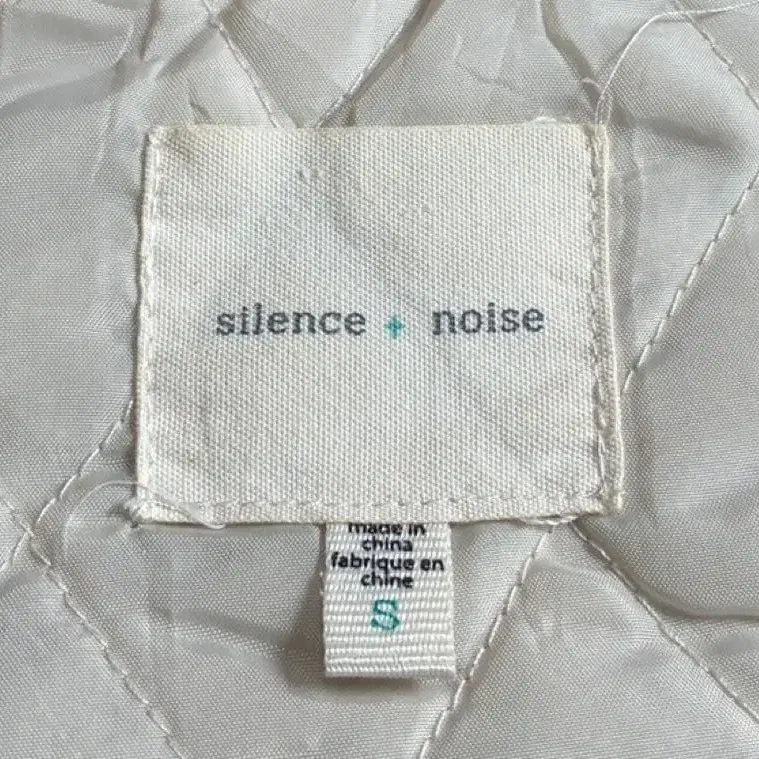 silence + noise
made in
china
fabrique en
chine
S